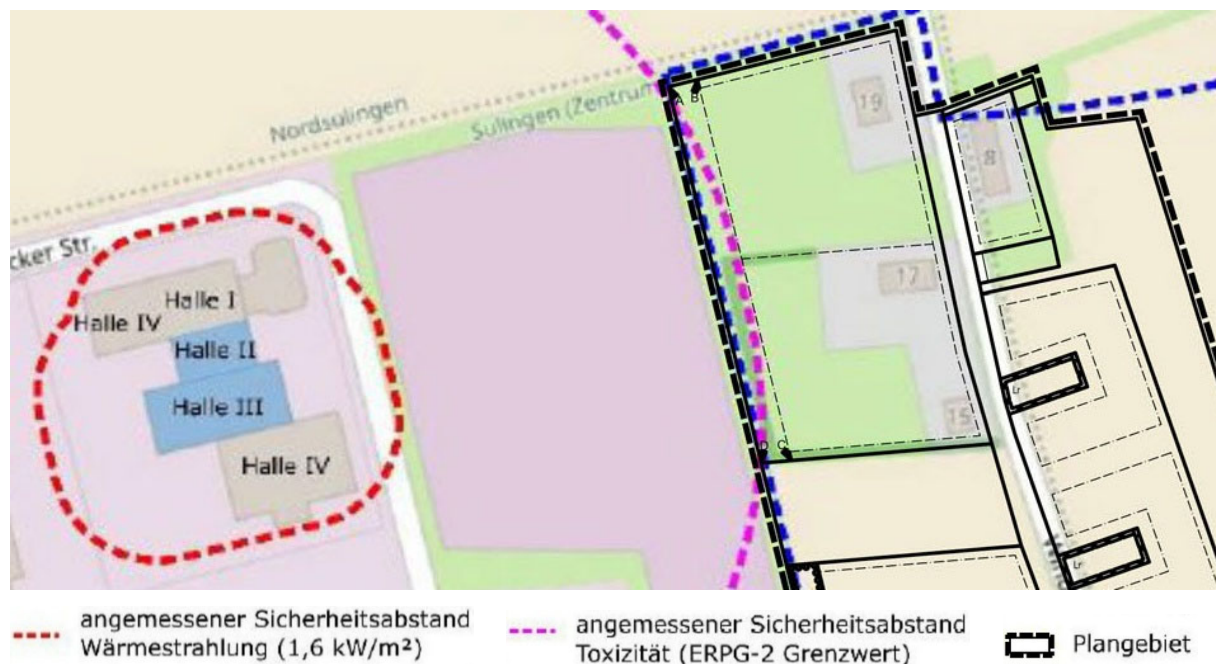 Nordsulingen
Sulingen (Zentrum
A
B
19
8
cker Str.
Halle I
Halle IV
Halle II
Halle III
Halle IV
17
15
D
C
angemessener Sicherheitsabstand
Wärmestrahlung (1,6 kW/m²)
angemessener Sicherheitsabstand
Toxizität (ERPG-2 Grenzwert)
Plangebiet